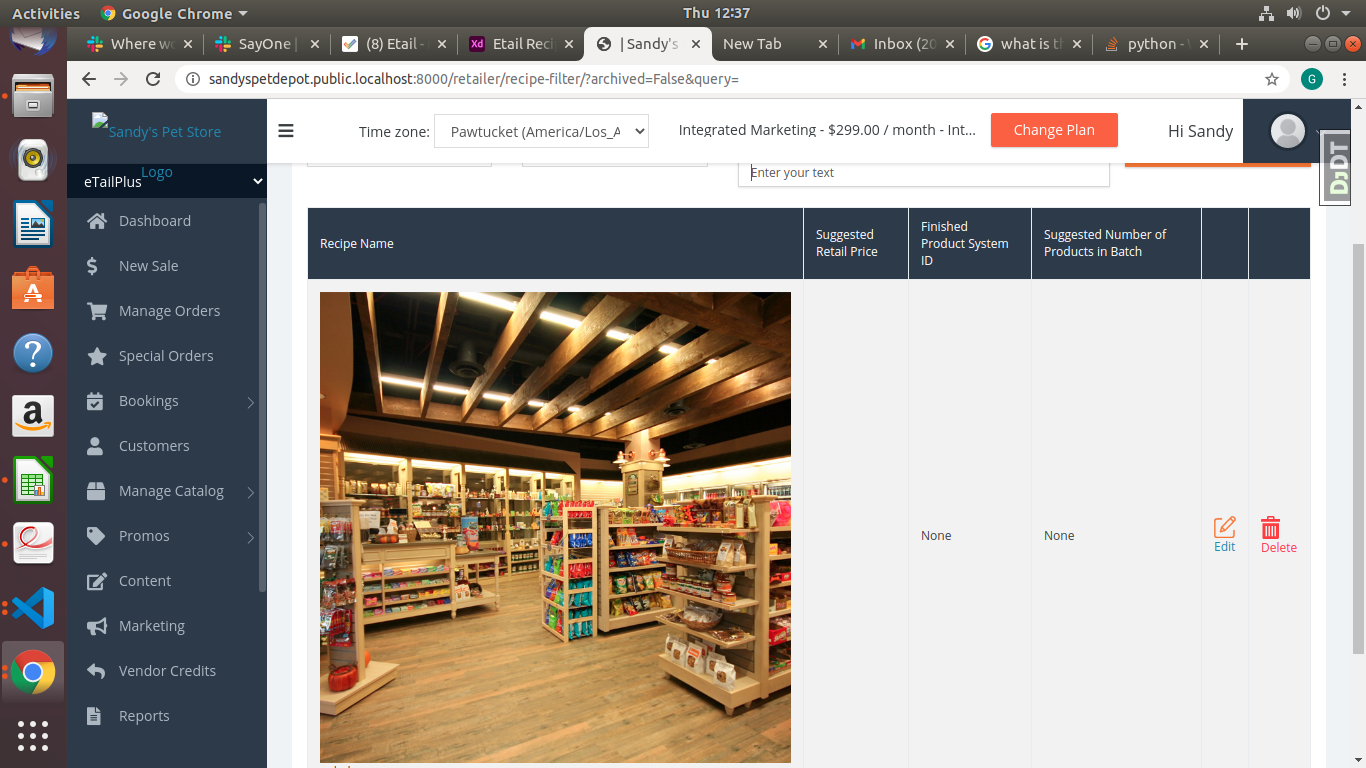 Activities
Google Chrome
Thu 12:37
Where w
SayOne |
(8) Etail -
Xd
Etail Reci
| Sandy's
New Tab
Inbox (20
what is t
python -
sandyspetdepot.public.localhost:8000/retailer/recipe-filter/?archived=False&query=
G
Sandy's Pet Store
Logo
Time zone:
Pawtucket (America/Los_A
Integrated Marketing - $299.00 / month - Int...
Change Plan
Hi Sandy
DJDT
eTailPlus
Dashboard
New Sale
Manage Orders
Special Orders
Bookings
Customers
Manage Catalog
Promos
Content
Marketing
Vendor Credits
Reports
Enter your text
Recipe Name
Suggested
Retail Price
Finished
Product System
ID
Suggested Number of
Products in Batch
None
None
Edit
Delete